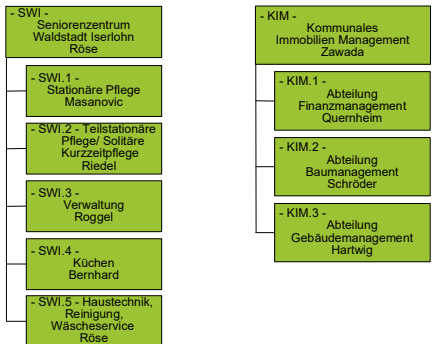 - SWI -
Seniorenzentrum
Waldstadt Iserlohn
Röse
- SWI.1 -
Stationäre Pflege
Masanovic
- SWI.2 - Teilstationäre
Pflege/ Solitäre
Kurzzeitpflege
Riedel
- SWI.3 -
Verwaltung
Roggel
- SWI.4 -
Küchen
Bernhard
- SWI.5 - Haustechnik,
Reinigung,
Wäscheservice
Röse
- KIM -
Kommunales
Immobilien Management
Zawada
- KIM.1 -
Abteilung
Finanzmanagement
Quernheim
- KIM.2 -
Abteilung
Baumanagement
Schröder
- KIM.3 -
Abteilung
Gebäudemanagement
Hartwig